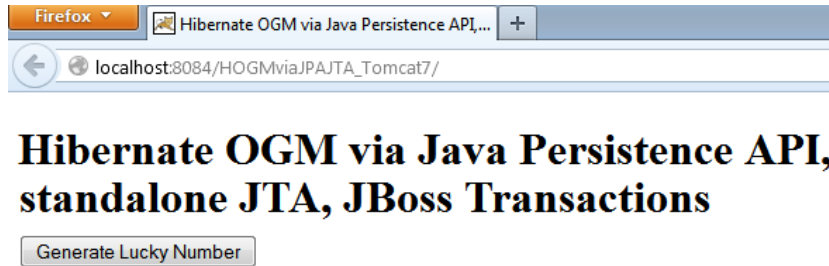 Firefox
Hibernate OGM via Java Persistence API,...
localhost:8084/HOGMviaJPAJTA_Tomcat7/
Hibernate OGM via Java Persistence API,
standalone JTA, JBoss Transactions
Generate Lucky Number